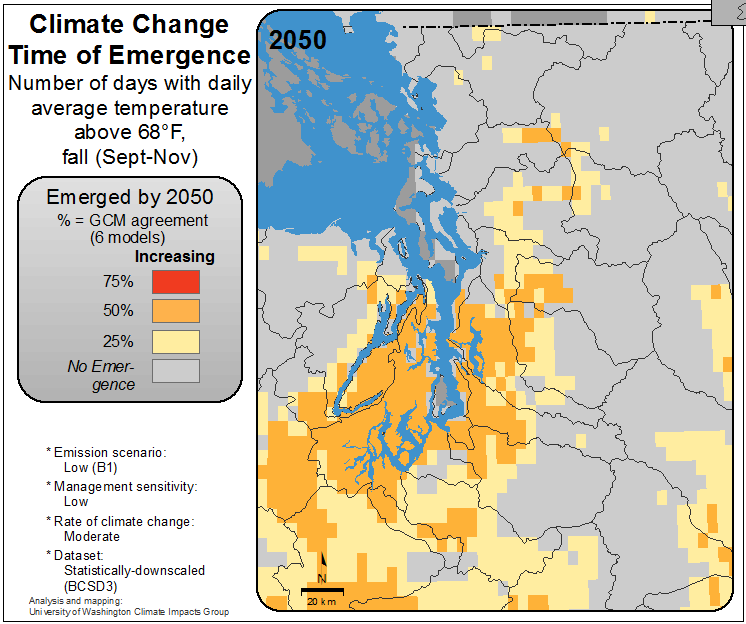 Climate Change
Time of Emergence
Number of days with daily
average temperature
above 68°F,
fall (Sept-Nov)
Emerged by 2050
% = GCM agreement
(6 models)
Increasing
75%
50%
25%
No Emer-
gence
* Emission scenario:
Low (B1)
* Management sensitivity:
Low
* Rate of climate change:
Moderate
* Dataset:
Statistically-downscaled
(BCSD3)
Analysis and mapping:
University of Washington Climate Impacts Group
2050
N
20 km